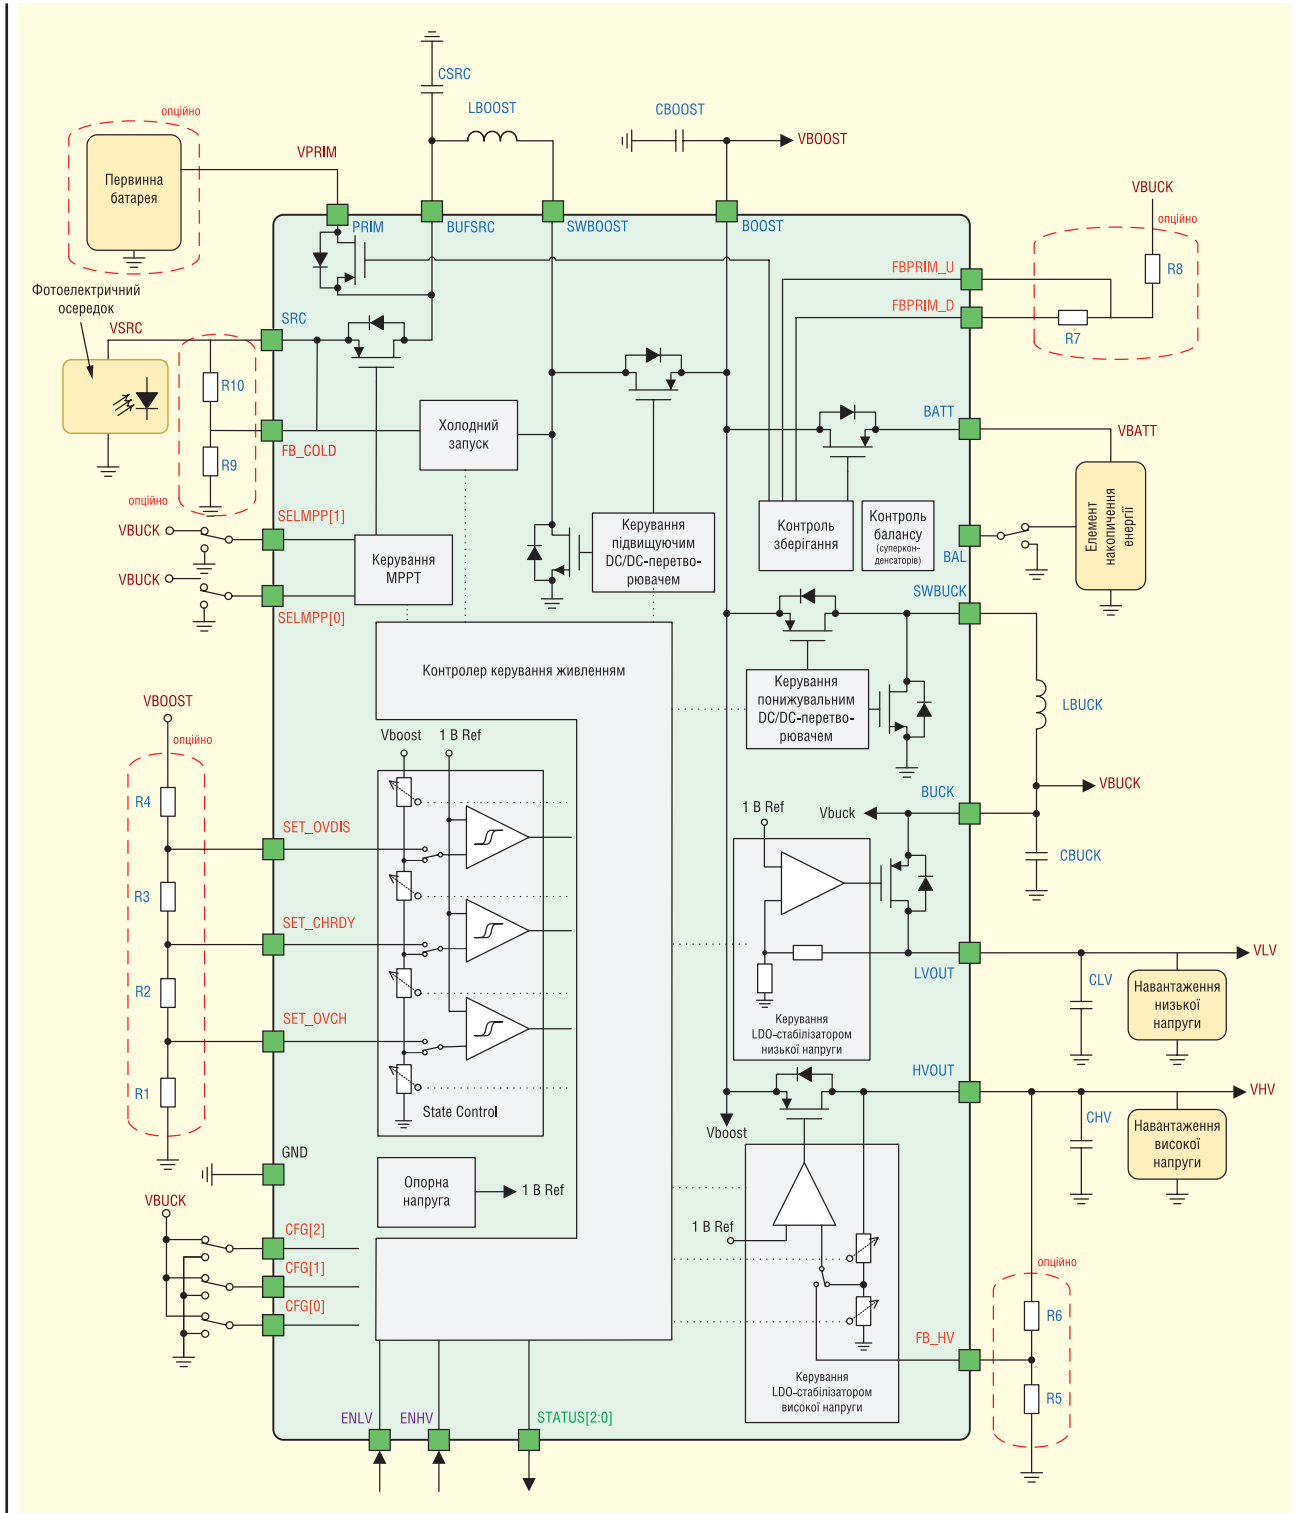 CSRC
опційно
LBOOST
CBOOST
VBOOST
VPRIM
Первинна
батарея
VBUCK
опційно
PRIM
BUFSRC
SWBOOST
BOOST
FBPRIM_U
R8
Фотоелектричний
осередок
FBPRIM_D
SRC
VSRC
R7
R10
Холодний
запуск
BATT
VBATT
FB_COLD
R9
опційно
SELMPP[1]
VBUCK
Керування
MPPT
Керування
підвищуючим
DC/DC-перетво-
рювачем
Контроль
зберігання
Контроль
балансу
(суперкон-
денсаторів)
BAL
Елемент
накопичення
енергії
VBUCK
SELMPP[0]
SWBUCK
Контролер керування живленням
Керування
понижувальним
DC/DC-перетво-
рювачем
LBUCK
VBOOST
опційно
Vboost
1 В Ref
R4
BUCK
VBUCK
1 В Ref
Vbuck
SET_OVDIS
CBUCK
R3
SET_CHRDY
VLV
LVOUT
CLV
Навантаження
низької
напруги
R2
SET_OVCH
Керування
LDO-стабілізатором
низької напруги
HVOUT
VHV
R1
State Control
Vboost
CHV
Навантаження
високої
напруги
GND
Опорна
напруга
1 В Ref
VBUCK
CFG[2]
1 В Ref
CFG[1]
опційно
CFG[0]
R6
FB_HV
Керування
LDO-стабілізатором
високої напруги
R5
ENLV
ENHV
STATUS[2:0]